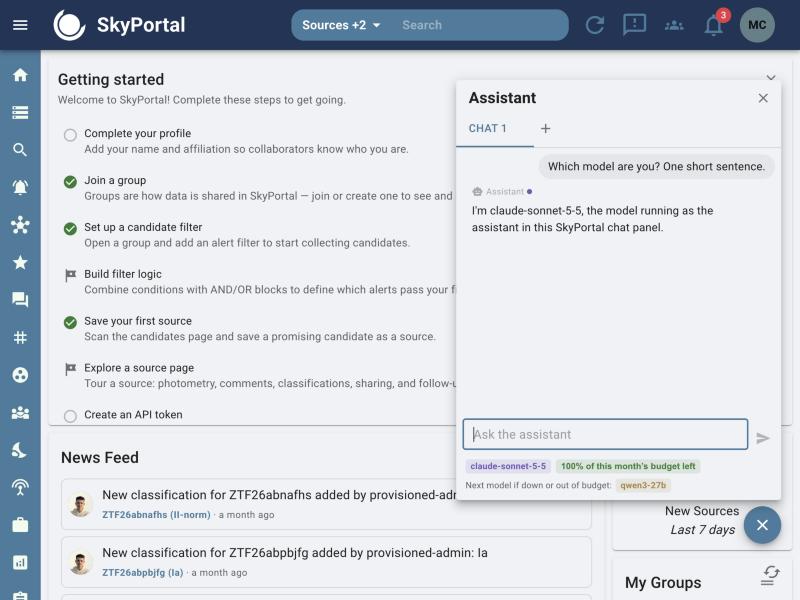 SkyPortal
Sources +2
Search
3
MC
Getting started
Welcome to SkyPortal! Complete these steps to get going.
Complete your profile
Add your name and affiliation so collaborators know who you are.
Join a group
Groups are how data is shared in SkyPortal — join or create one to see and
Set up a candidate filter
Open a group and add an alert filter to start collecting candidates.
Build filter logic
Combine conditions with AND/OR blocks to define which alerts pass your
Save your first source
Scan the candidates page and save a promising candidate as a source.
Explore a source page
Tour a source: photometry, comments, classifications, sharing, and
Create an API token
Assistant
CHAT 1
Which model are you? One short sentence.
Assistant
I'm claude-sonnet-5-5, the model running as the
assistant in this SkyPortal chat panel.
Ask the assistant
claude-sonnet-5-5
100% of this month's budget left
Next model if down or out of budget: qwen3-27b
News Feed
New classification for ZTF26abnafhs added by
ZTF26abnafhs (II-norm) · a month ago
New classification for ZTF26abpbjfg added by provisioned-admin: Ia
ZTF26abpbjfg (Ia) · a month ago
New Sources
Last 7 days
My Groups